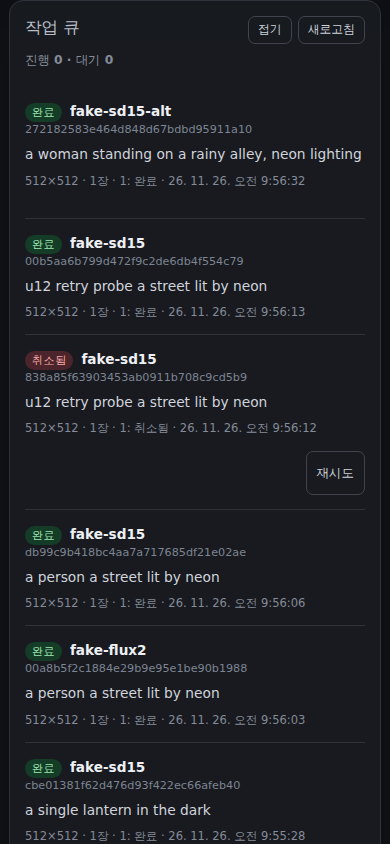 작업 큐
접기
새로고침
진행 0 · 대기 0
완료 fake-sd15-alt
272182583e464d848d67bdbd95911a10
a woman standing on a rainy alley, neon lighting
512×512 · 1장 · 1: 완료 · 26. 11. 26. 오전 9:56:32
완료 fake-sd15
00b5aa6b799d472f9c2de6db4f554c79
u12 retry probe a street lit by neon
512×512 · 1장 · 1: 완료 · 26. 11. 26. 오전 9:56:13
취소됨 fake-sd15
838a85f63903453ab0911b708c9cd5b9
u12 retry probe a street lit by neon
512×512 · 1장 · 1: 취소됨 · 26. 11. 26. 오전 9:56:12
재시도
완료 fake-sd15
db99c9b418bc4aa7a717685df21e02ae
a person a street lit by neon
512×512 · 1장 · 1: 완료 · 26. 11. 26. 오전 9:56:06
완료 fake-flux2
00a8b5f2c1884e29b9e95e1be90b1988
a person a street lit by neon
512×512 · 1장 · 1: 완료 · 26. 11. 26. 오전 9:56:03
완료 fake-sd15
cbe01381f62d476d93f422ec66afeb40
a single lantern in the dark
512×512 · 1장 · 1: 완료 · 26. 11. 26. 오전 9:55:28